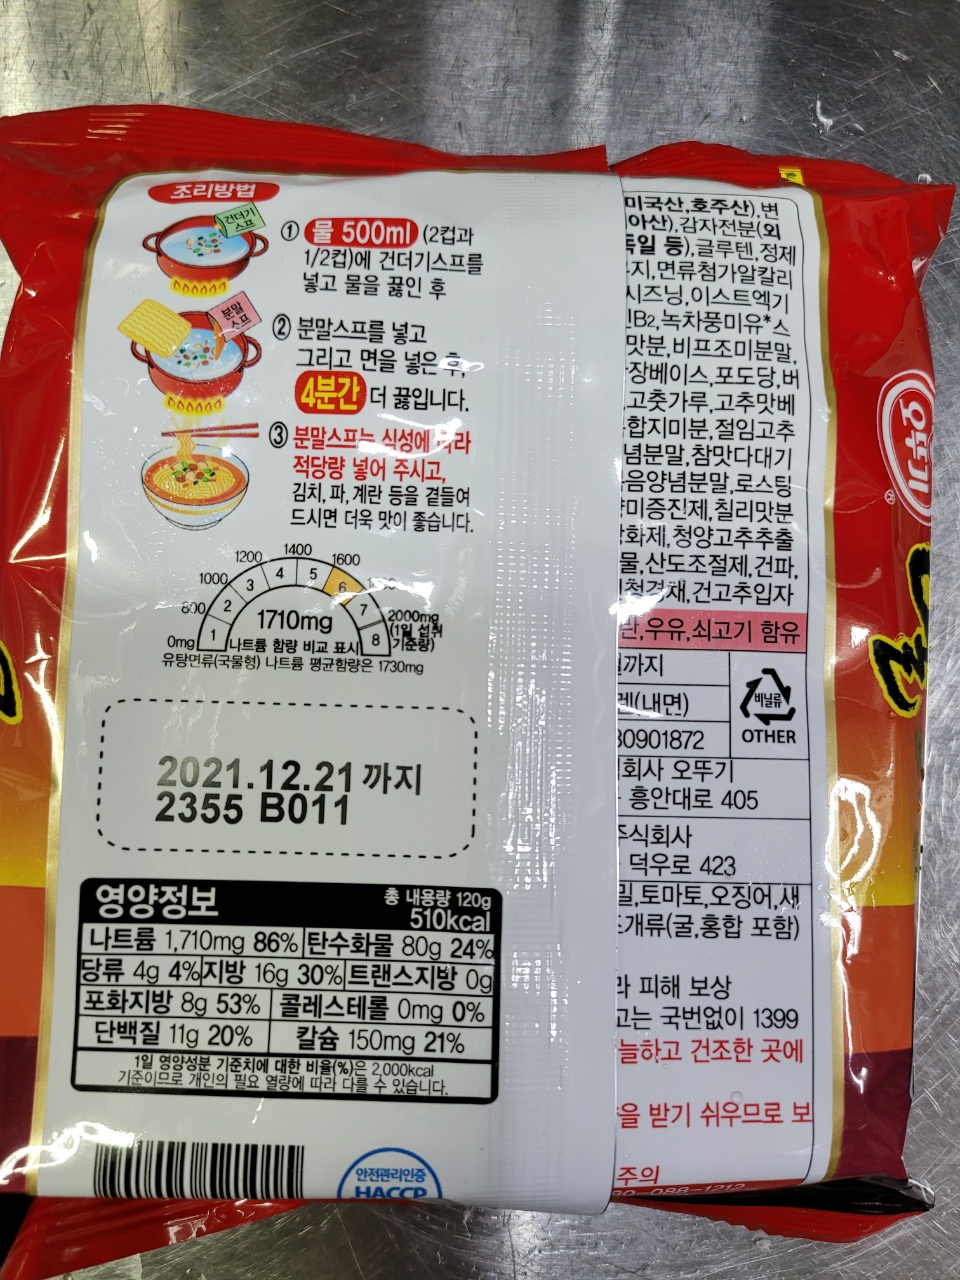 조리방법
건더기
스프
① 물 500ml (2컵과
1/2컵)에 건더기스프를
넣고 물을 끓인 후
분말
스프
② 분말스프를 넣고
그리고 면을 넣은 후,
4분간 더 끓입니다.
③ 분말스프는 식성에 따라
적당량 넣어 주시고,
김치, 파, 계란 등을 곁들여
드시면 더욱 맛이 좋습니다.
0mg 800 1000 1200 1400 1600 2000mg
1 2 3 4 5 6 7 8
(1일 섭취
기준량)
1710mg
나트륨 함량 비교 표시
유탕면류(국물형) 나트륨 평균함량은 1730mg
2021.12.21 까지
2355 B011
영양정보
총 내용량 120g
510kcal
나트륨 1,710mg 86% 탄수화물 80g 24%
당류 4g 4% 지방 16g 30% 트랜스지방 0g
포화지방 8g 53% 콜레스테롤 0mg 0%
단백질 11g 20% 칼슘 150mg 21%
1일 영양성분 기준치에 대한 비율(%)은 2,000kcal
기준이므로 개인의 필요 열량에 따라 다를 수 있습니다.
안전관리인증
HACCP
미국산,호주산),변
아산),감자전분(외
독일 등),글루텐,정제
지,면류첨가알칼리
시즈닝,이스트엑기
B2,녹차풍미유*스
맛분,비프조미분말,
장베이스,포도당,버
고춧가루,고추맛베
합지미분,절임고추
념분말,참맛다대기
음양념분말,로스팅
미증진제,칠리맛분
화제,청양고추추출
물,산도조절제,건파,
청경채,건고추입자
란,우유,쇠고기 함유
까지
렌(내면)
30901872
비닐류
OTHER
회사 오뚜기
흥안대로 405
주식회사
덕우로 423
밀,토마토,오징어,새
조개류(굴,홍합 포함)
라 피해 보상
고는 국번없이 1399
늘하고 건조한 곳에
을 받기 쉬우므로 보
주의
80-088-1212
오뚜기